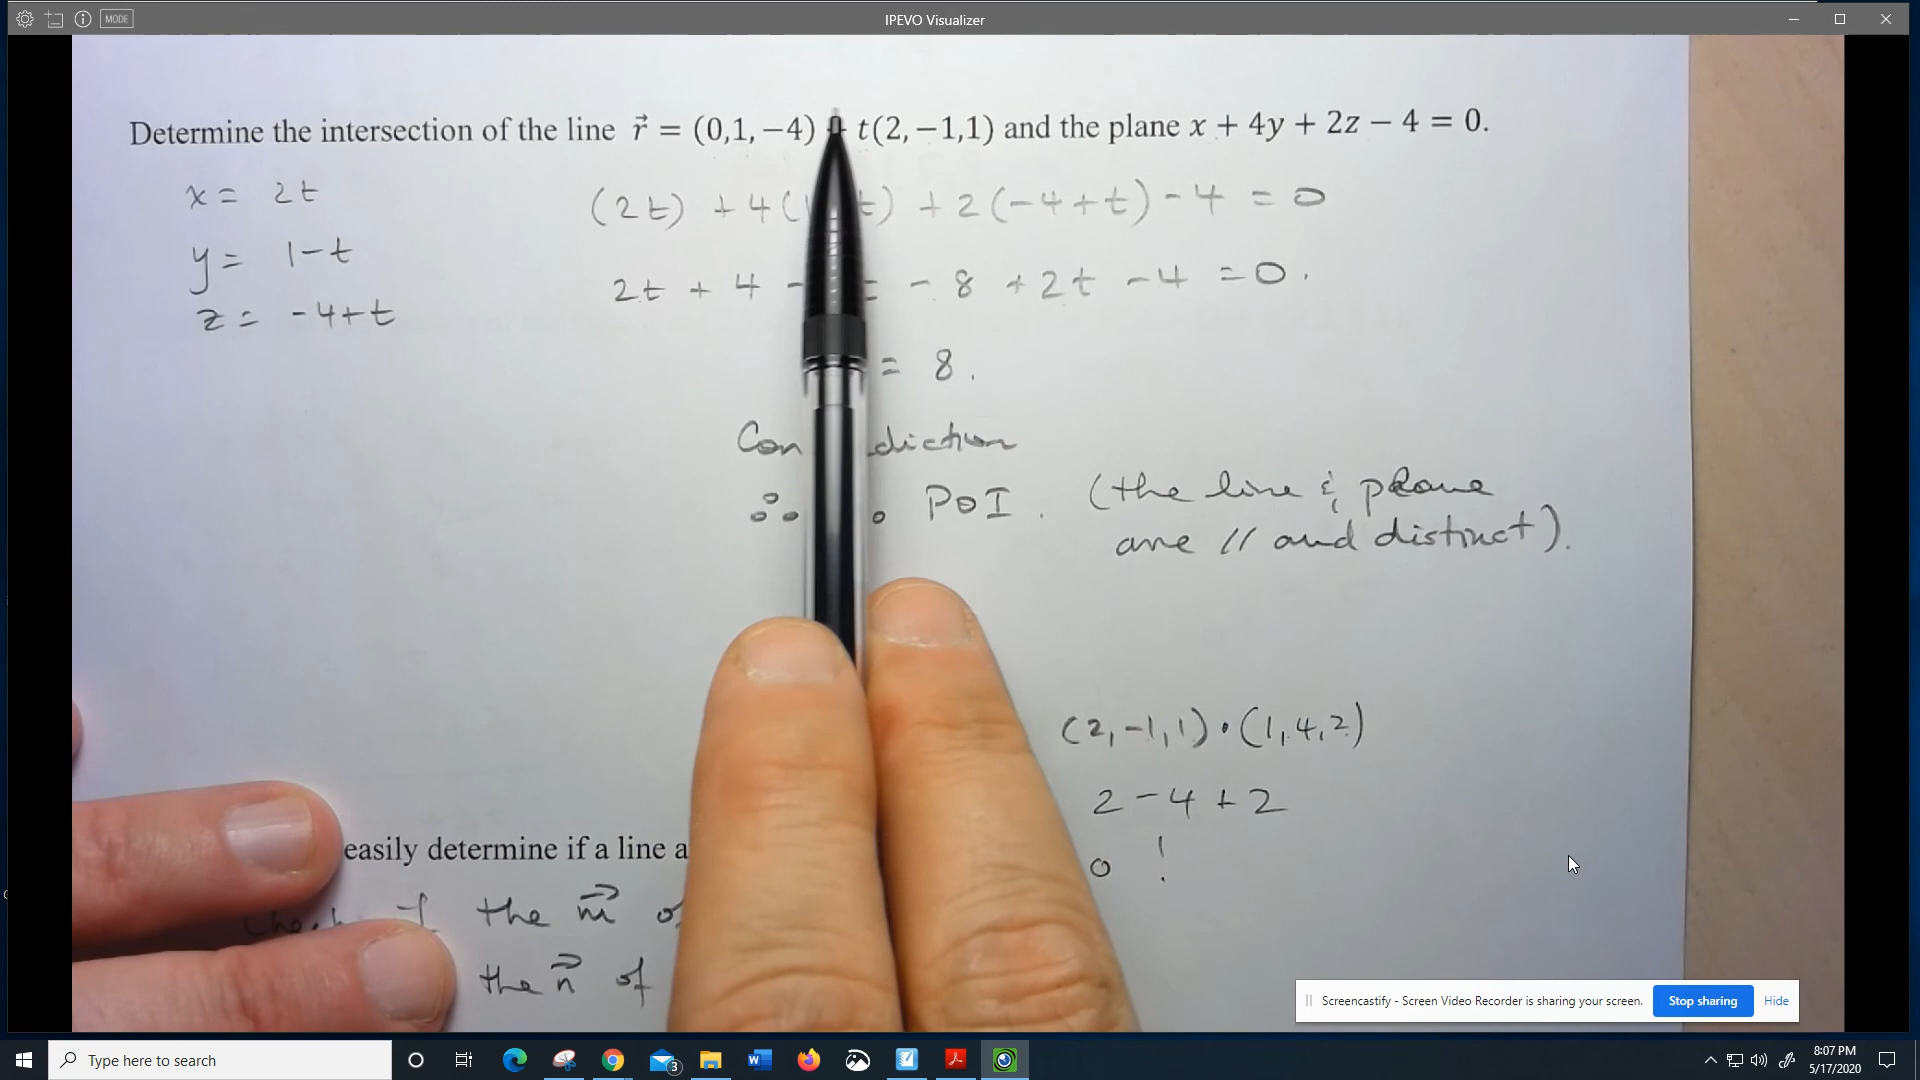 MODE
IPEVO Visualizer
Determine the intersection of the line r⃗ = (0,1,−4) + t(2,−1,1) and the plane x + 4y + 2z − 4 = 0.
x = 2t
y = 1-t
z = -4+t
(2t) + 4( t) + 2(-4+t) - 4 = 0
2t + 4 - - 8 + 2t - 4 = 0.
= 8.
Con diction
∴ o POI. (the line & plane
are // and distinct).
(2,-1,1)·(1,4,2)
2 - 4 + 2
0 !
easily determine if a line a
check if the m⃗ of
the n⃗ of
Screencastify - Screen Video Recorder is sharing your screen.
Stop sharing
Hide
Type here to search
3
8:07 PM
5/17/2020